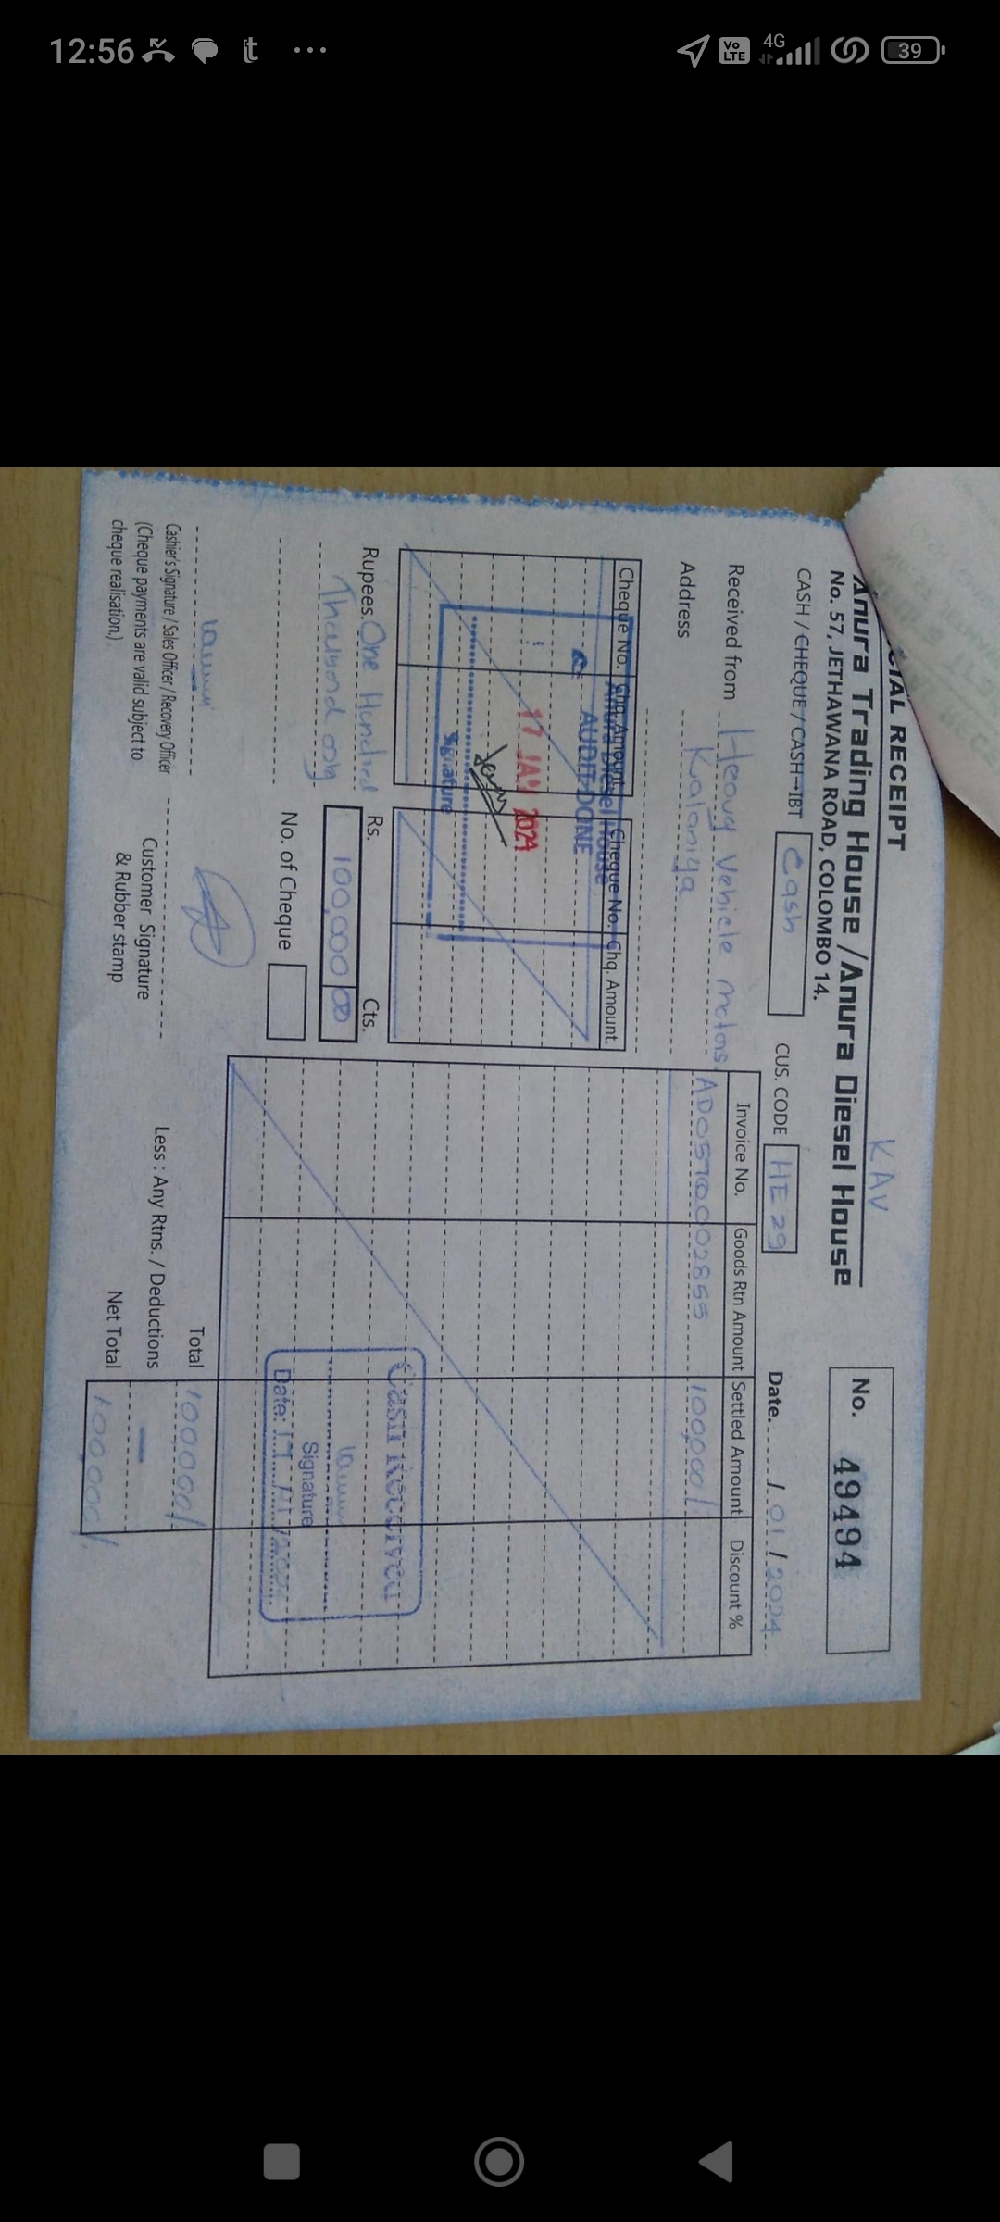 12:56
4G
Vo
LTE
39
CIAL RECEIPT
KAV
Anura Trading House / Anura Diesel House
No. 57, JETHAWANA ROAD, COLOMBO 14.
No. 49494
CASH / CHEQUE / CASH-IBT Cash
CUS. CODE HE 29
Date. / 01 / 2024
Received from Heavy Vehicle motors
Address Kalaniya
Invoice No. Goods Rtn Amount Settled Amount Discount %
100,000/.
Cheque No. Chq. Amount Cheque No. Chq. Amount
Anura Diesel House
AUDIT DONE
17 JAN 2024
Signature
Rupees One Hundred
Thousand only
Rs. Cts.
100,000 00
No. of Cheque
Cash Received
Signature
Date: 17
Total 100,000/.
Less : Any Rtns. / Deductions —
Net Total 100,000/.
Cashier's Signature / Sales Officer / Recovery Officer
(Cheque payments are valid subject to
cheque realisation.)
Customer Signature
& Rubber stamp